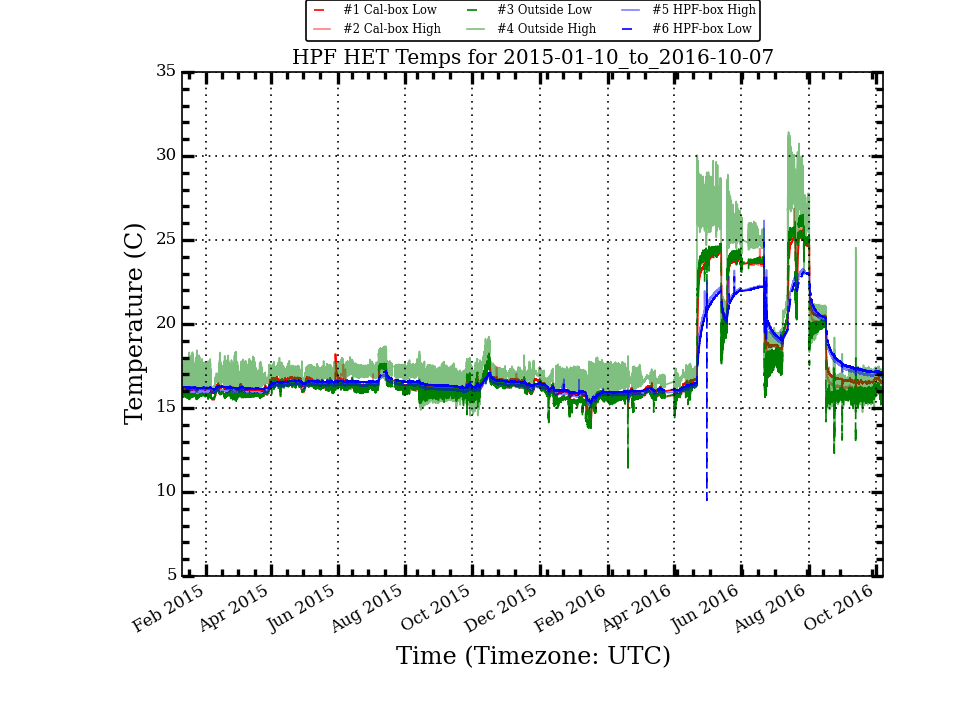 #1 Cal-box Low #3 Outside Low #5 HPF-box High
#2 Cal-box High #4 Outside High #6 HPF-box Low
HPF HET Temps for 2015-01-10_to_2016-10-07
35
30
25
20
15
10
5
Temperature (C)
Feb 2015 Apr 2015 Jun 2015 Aug 2015 Oct 2015 Dec 2015 Feb 2016 Apr 2016 Jun 2016 Aug 2016 Oct 2016
Time (Timezone: UTC)